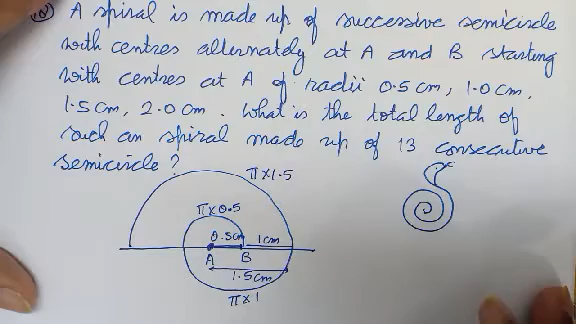 Q) A spiral is made up of successive semicircle
with centres alternately at A and B starting
with centres at A of radii 0.5 cm, 1.0 cm,
1.5 cm, 2.0 cm. What is the total length of
such an spiral made up of 13 consecutive
semicircle?
π×1.5
π×0.5
0.5cm 1cm
A B
1.5cm
π×1